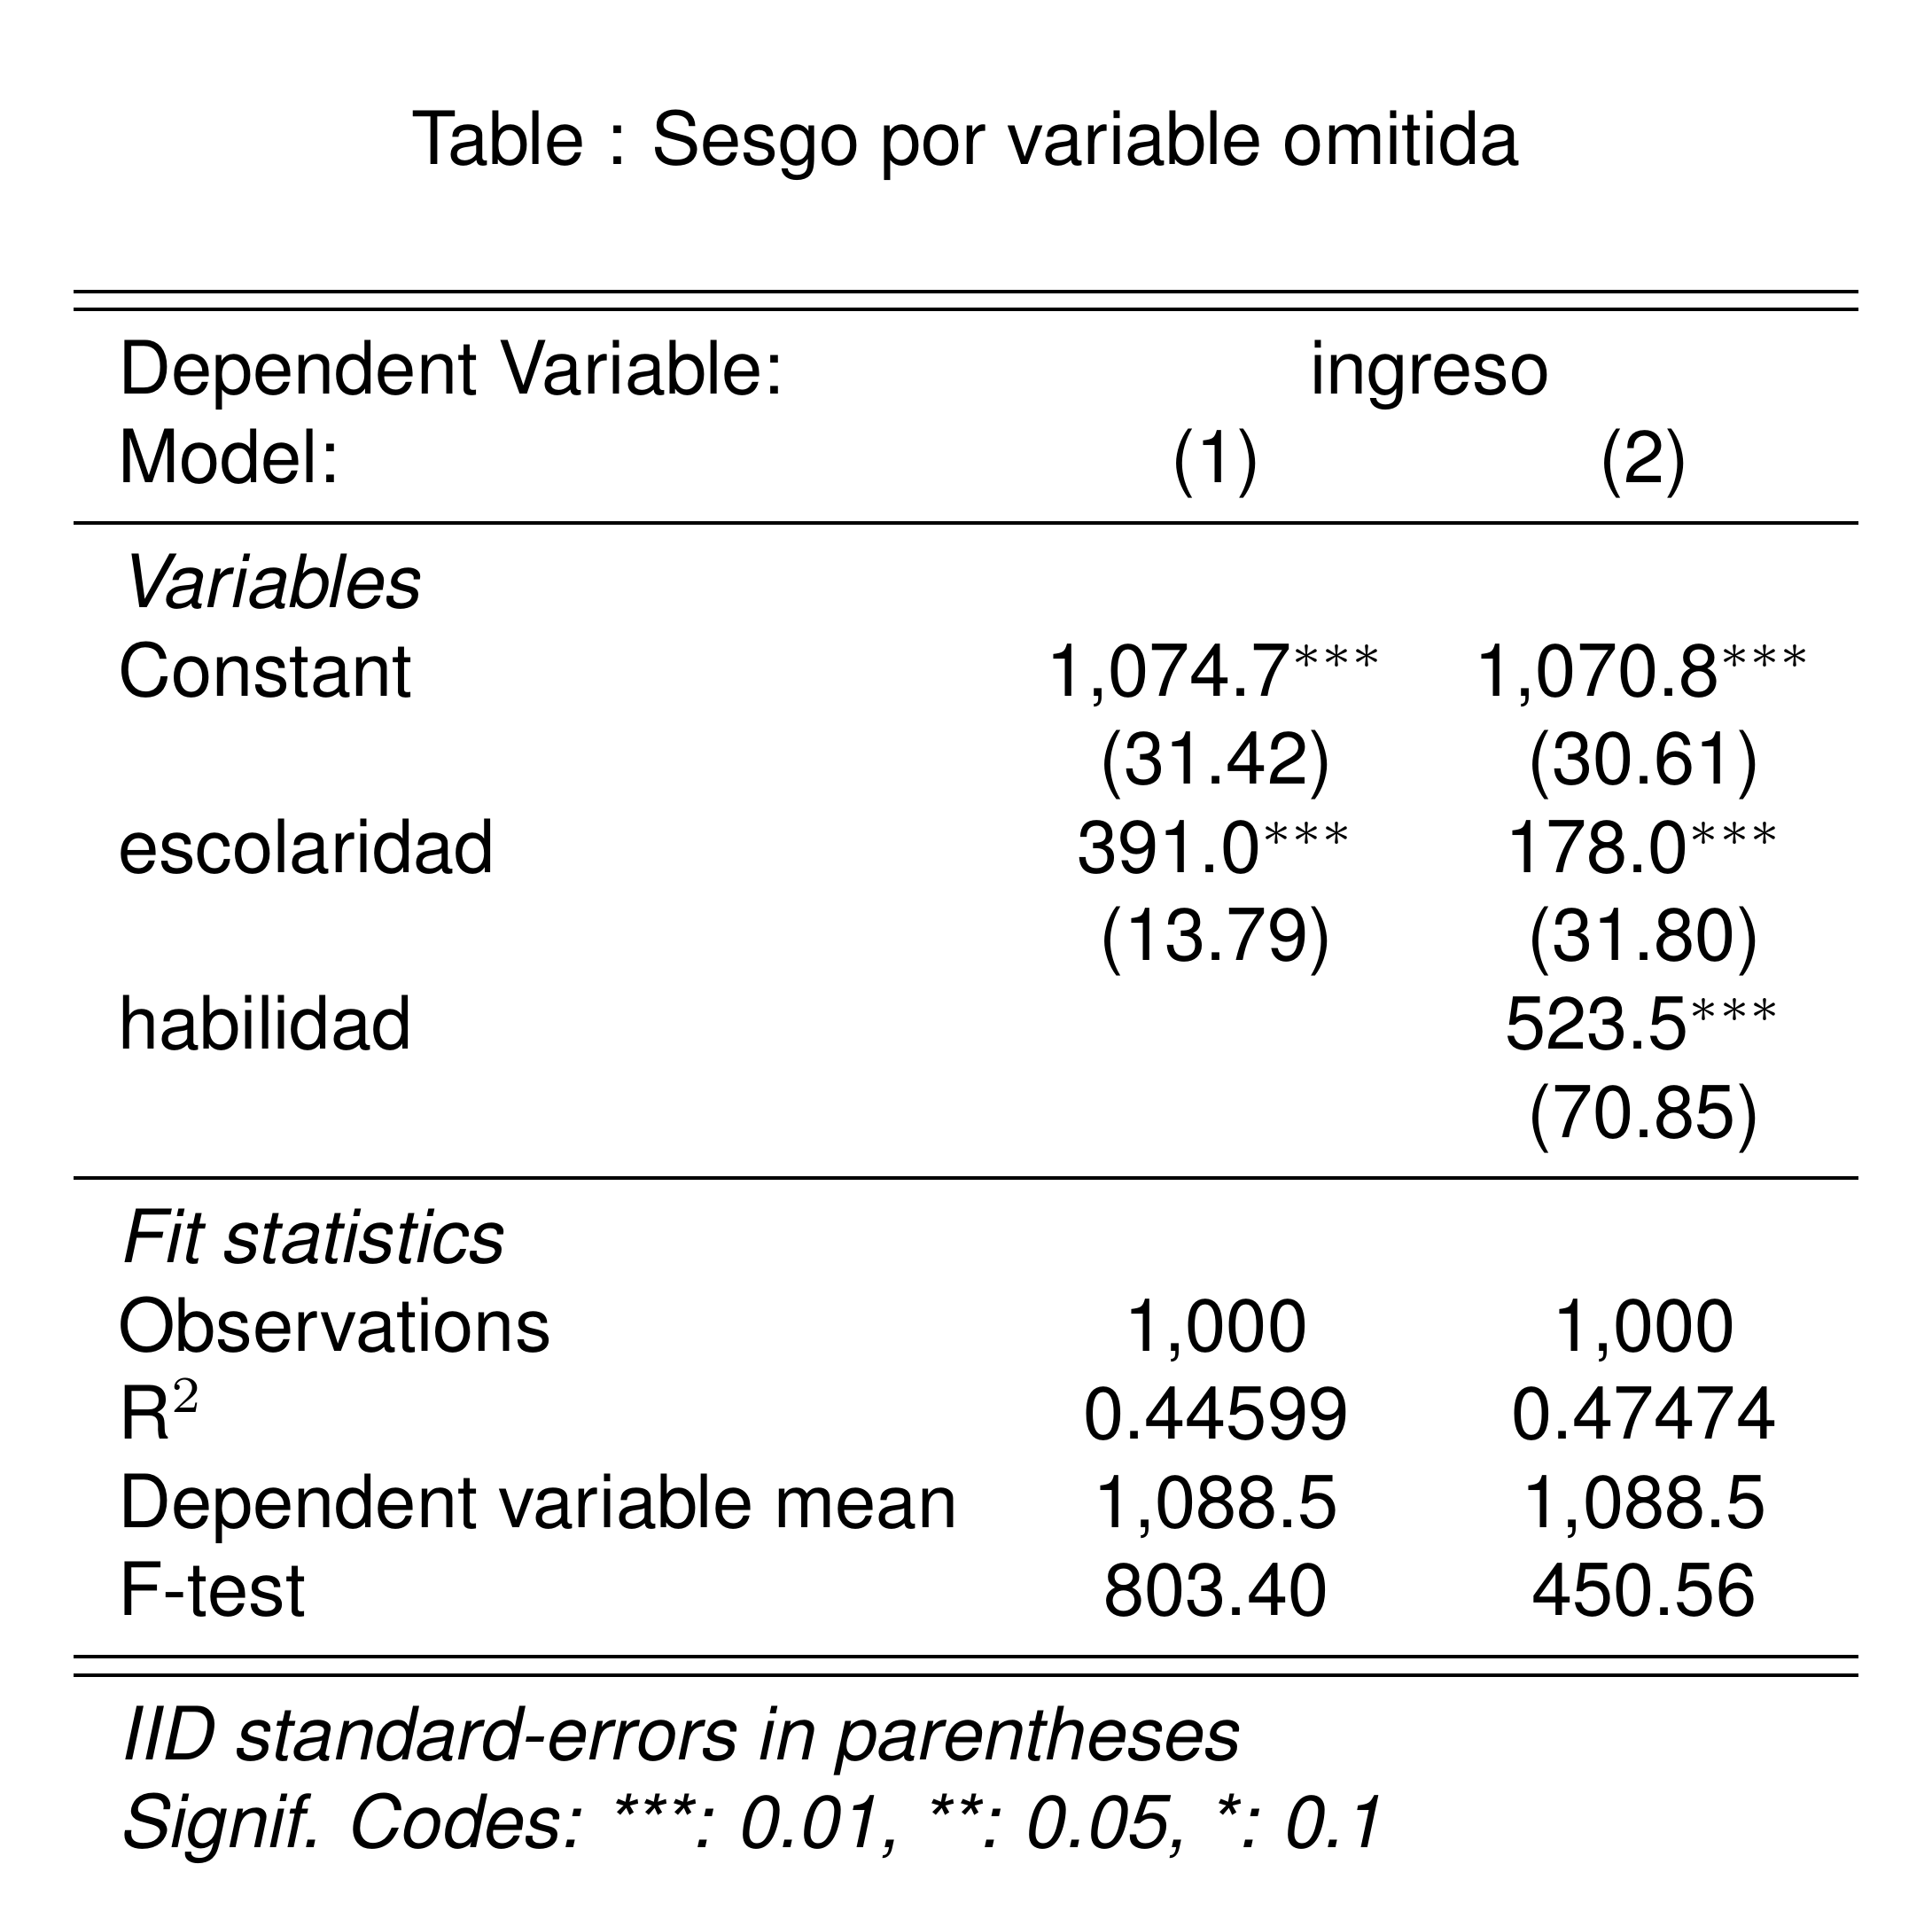 Table : Sesgo por variable omitida
Dependent Variable: ingreso
Model: (1) (2)
Variables
Constant 1,074.7*** 1,070.8***
(31.42) (30.61)
escolaridad 391.0*** 178.0***
(13.79) (31.80)
habilidad 523.5***
(70.85)
Fit statistics
Observations 1,000 1,000
R² 0.44599 0.47474
Dependent variable mean 1,088.5 1,088.5
F-test 803.40 450.56
IID standard-errors in parentheses
Signif. Codes: ***: 0.01, **: 0.05, *: 0.1